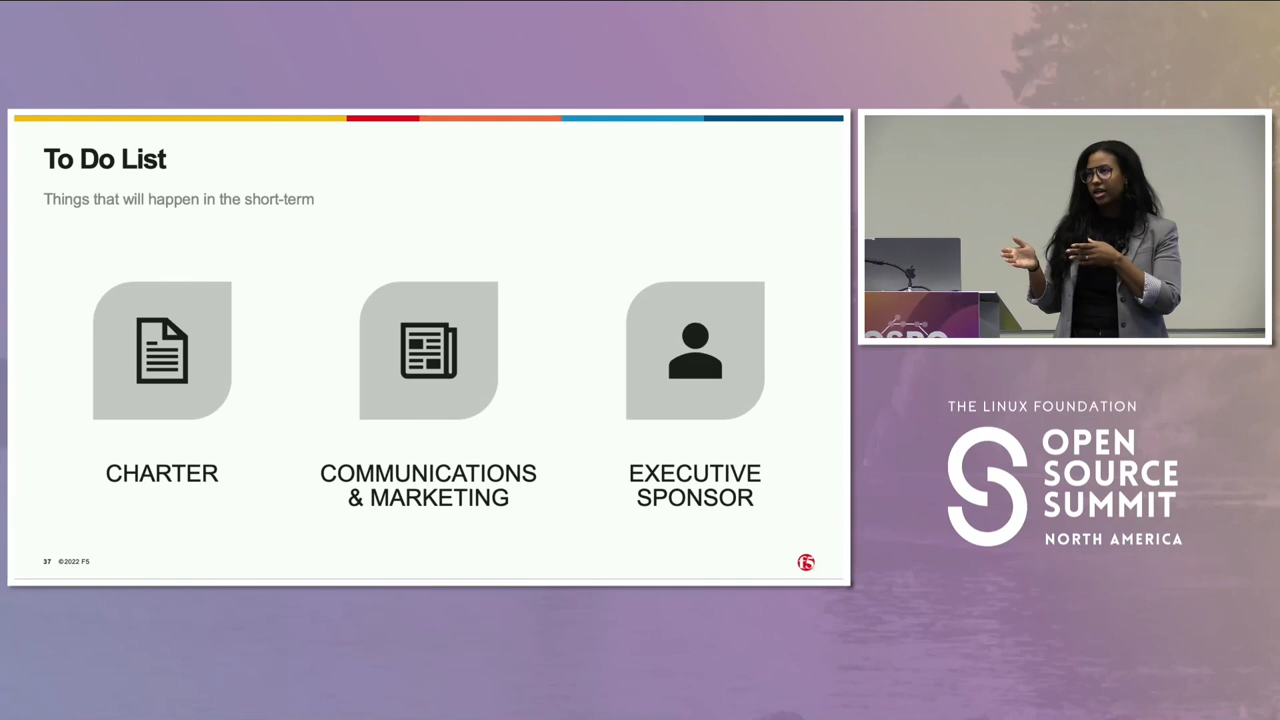 To Do List
Things that will happen in the short-term
CHARTER
COMMUNICATIONS
& MARKETING
EXECUTIVE
SPONSOR
37 ©2022 F5
f5
OSPO
THE LINUX FOUNDATION
OPEN
SOURCE
SUMMIT
NORTH AMERICA